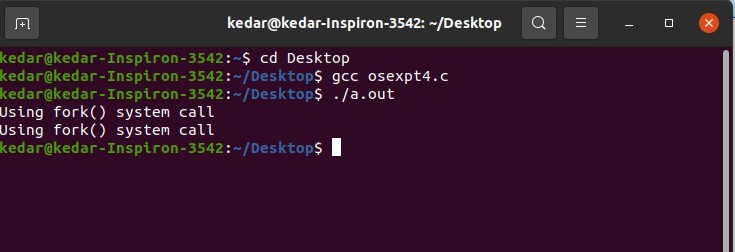 kedar@kedar-Inspiron-3542: ~/Desktop
kedar@kedar-Inspiron-3542:~$ cd Desktop
kedar@kedar-Inspiron-3542:~/Desktop$ gcc osexpt4.c
kedar@kedar-Inspiron-3542:~/Desktop$ ./a.out
Using fork() system call
Using fork() system call
kedar@kedar-Inspiron-3542:~/Desktop$